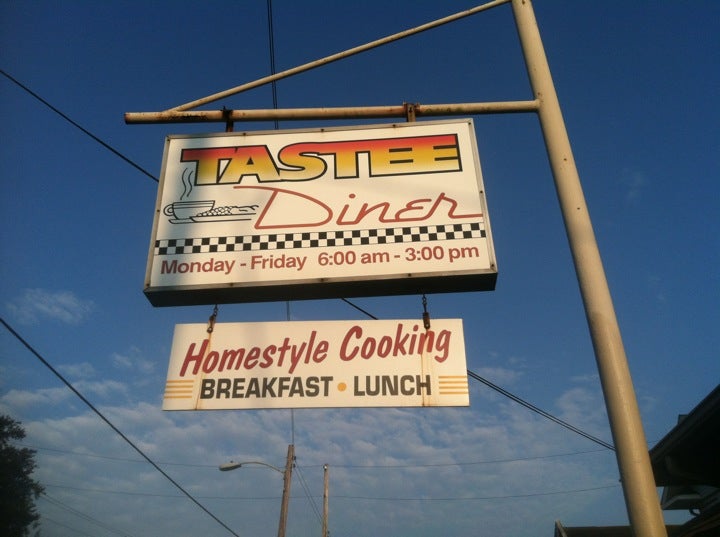 TASTEE
Diner
Monday - Friday 6:00 am - 3:00 pm
Homestyle Cooking
BREAKFAST • LUNCH